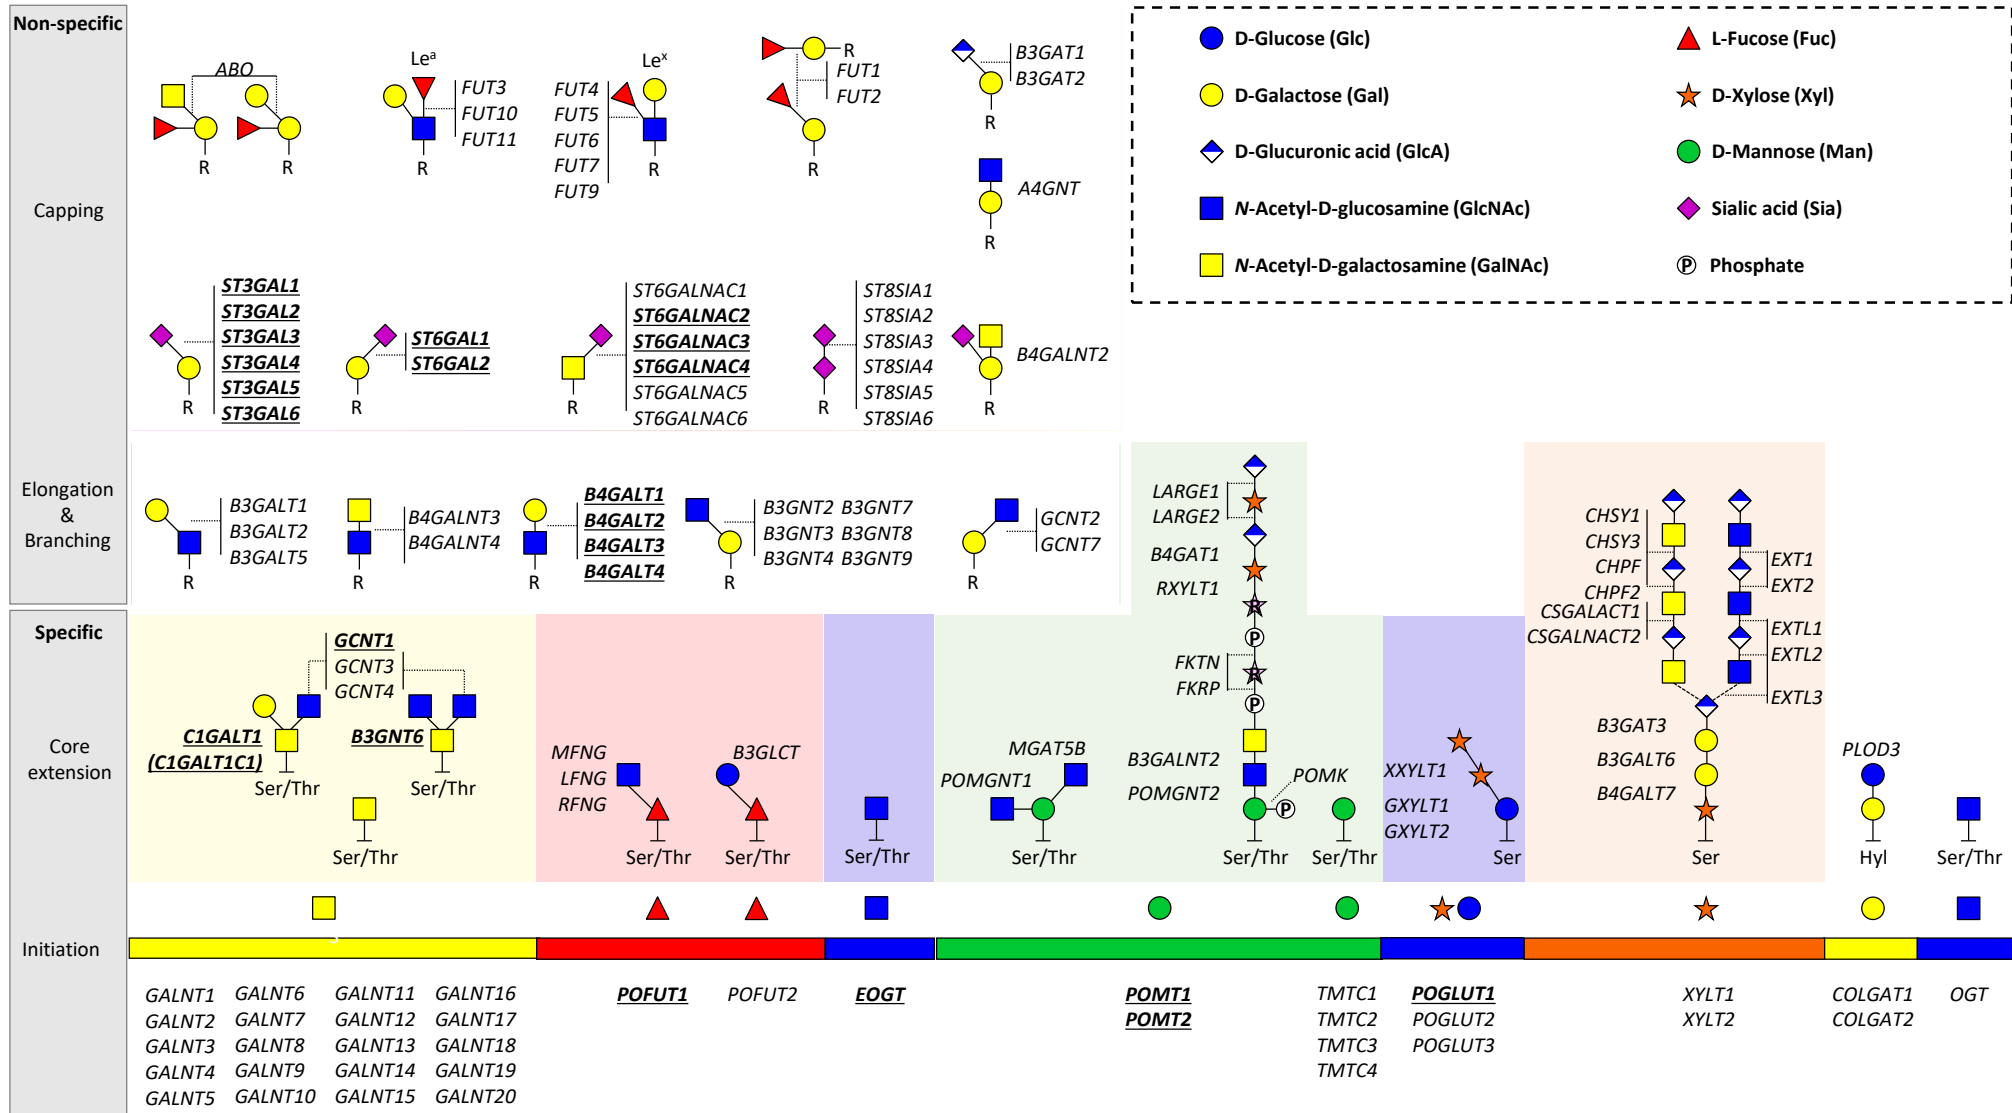 Non-specific
Capping
Elongation
&
Branching
Specific
Core
extension
Initiation
ABO
R
R
Leᵃ
FUT3
FUT10
FUT11
R
Leˣ
FUT4
FUT5
FUT6
FUT7
FUT9
R
R
FUT1
FUT2
R
B3GAT1
B3GAT2
R
A4GNT
R
D-Glucose (Glc)
D-Galactose (Gal)
D-Glucuronic acid (GlcA)
N-Acetyl-D-glucosamine (GlcNAc)
N-Acetyl-D-galactosamine (GalNAc)
L-Fucose (Fuc)
D-Xylose (Xyl)
D-Mannose (Man)
Sialic acid (Sia)
P Phosphate
ST3GAL1
ST3GAL2
ST3GAL3
ST3GAL4
ST3GAL5
ST3GAL6
R
ST6GAL1
ST6GAL2
R
ST6GALNAC1
ST6GALNAC2
ST6GALNAC3
ST6GALNAC4
ST6GALNAC5
ST6GALNAC6
R
ST8SIA1
ST8SIA2
ST8SIA3
ST8SIA4
ST8SIA5
ST8SIA6
R
B4GALNT2
R
B3GALT1
B3GALT2
B3GALT5
R
B4GALNT3
B4GALNT4
R
B4GALT1
B4GALT2
B4GALT3
B4GALT4
R
B3GNT2 B3GNT7
B3GNT3 B3GNT8
B3GNT4 B3GNT9
R
GCNT2
GCNT7
R
GCNT1
GCNT3
GCNT4
C1GALT1
(C1GALT1C1)
Ser/Thr
B3GNT6
Ser/Thr
Ser/Thr
MFNG
LFNG
RFNG
Ser/Thr
B3GLCT
Ser/Thr
Ser/Thr
MGAT5B
POMGNT1
Ser/Thr
LARGE1
LARGE2
B4GAT1
RXYLT1
R
P
FKTN
FKRP
R
P
B3GALNT2
POMGNT2
POMK
P
Ser/Thr
Ser/Thr
XXYLT1
GXYLT1
GXYLT2
Ser
CHSY1
CHSY3
CHPF
CHPF2
CSGALACT1
CSGALNACT2
EXT1
EXT2
EXTL1
EXTL2
EXTL3
B3GAT3
B3GALT6
B4GALT7
Ser
PLOD3
Hyl
Ser/Thr
GALNT1 GALNT6 GALNT11 GALNT16
GALNT2 GALNT7 GALNT12 GALNT17
GALNT3 GALNT8 GALNT13 GALNT18
GALNT4 GALNT9 GALNT14 GALNT19
GALNT5 GALNT10 GALNT15 GALNT20
POFUT1
POFUT2
EOGT
POMT1
POMT2
TMTC1
TMTC2
TMTC3
TMTC4
POGLUT1
POGLUT2
POGLUT3
XYLT1
XYLT2
COLGAT1
COLGAT2
OGT